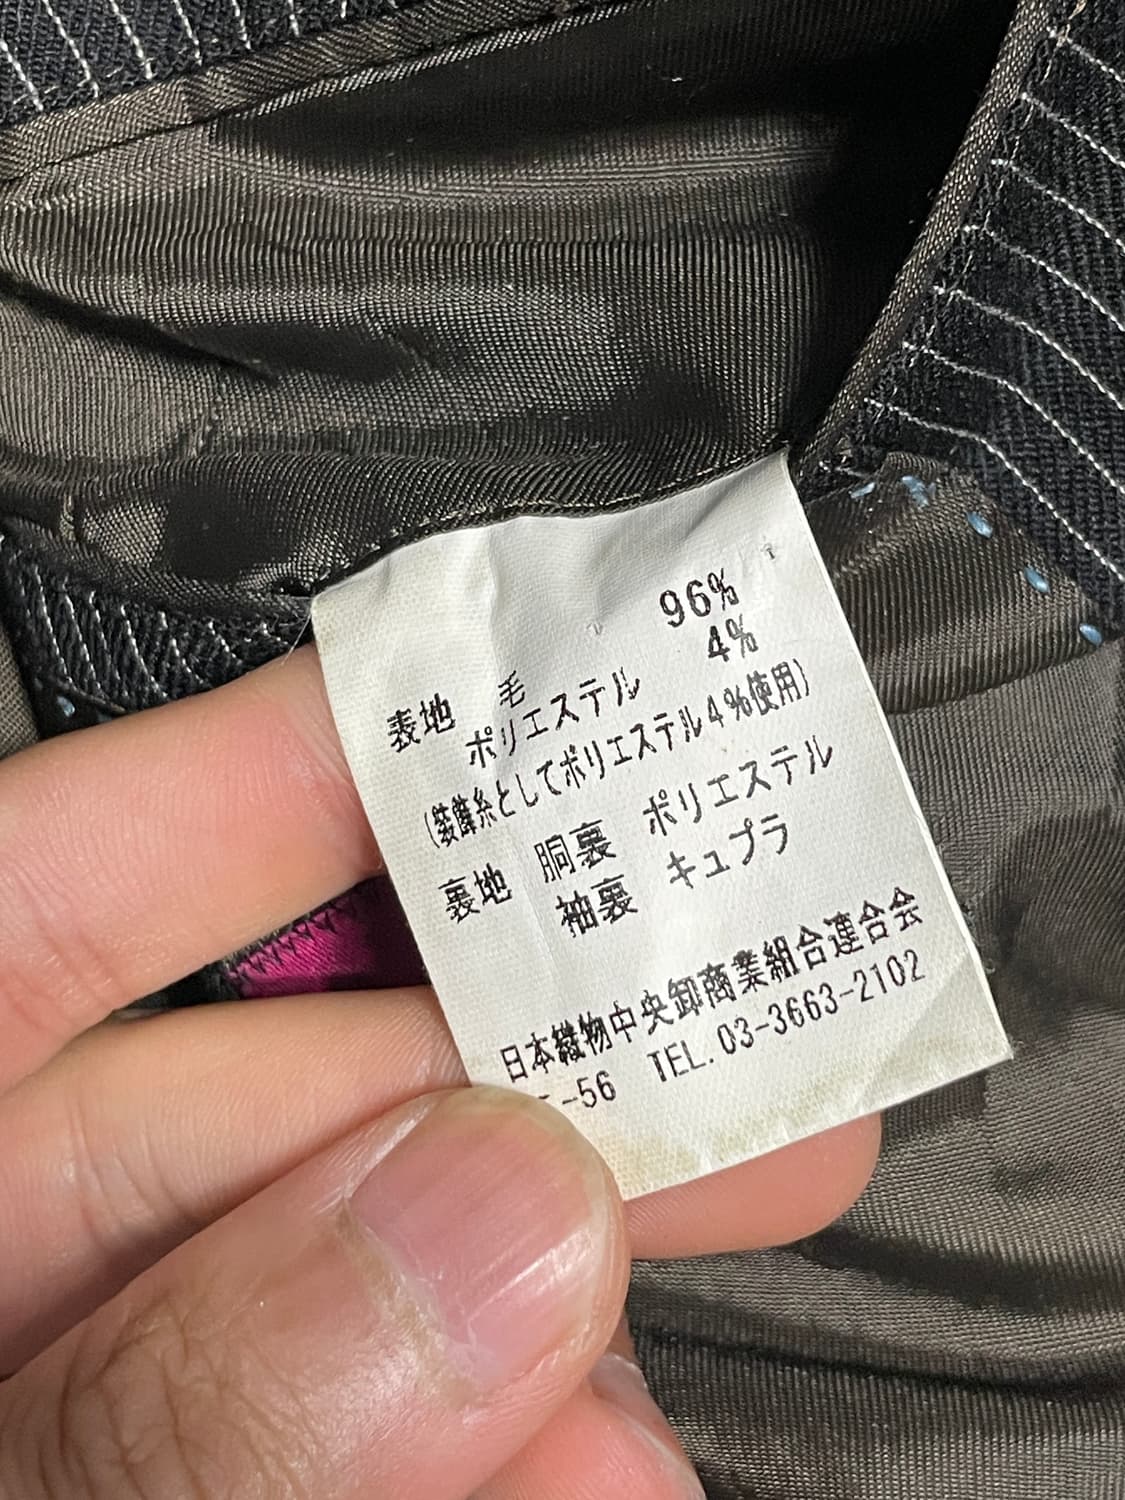 表地 毛 96%
ポリエステル 4%
(装飾糸としてポリエステル4%使用)
裏地 胴裏 ポリエステル
袖裏 キュプラ
日本織物中央卸商業組合連合会
-56 TEL. 03-3663-2102